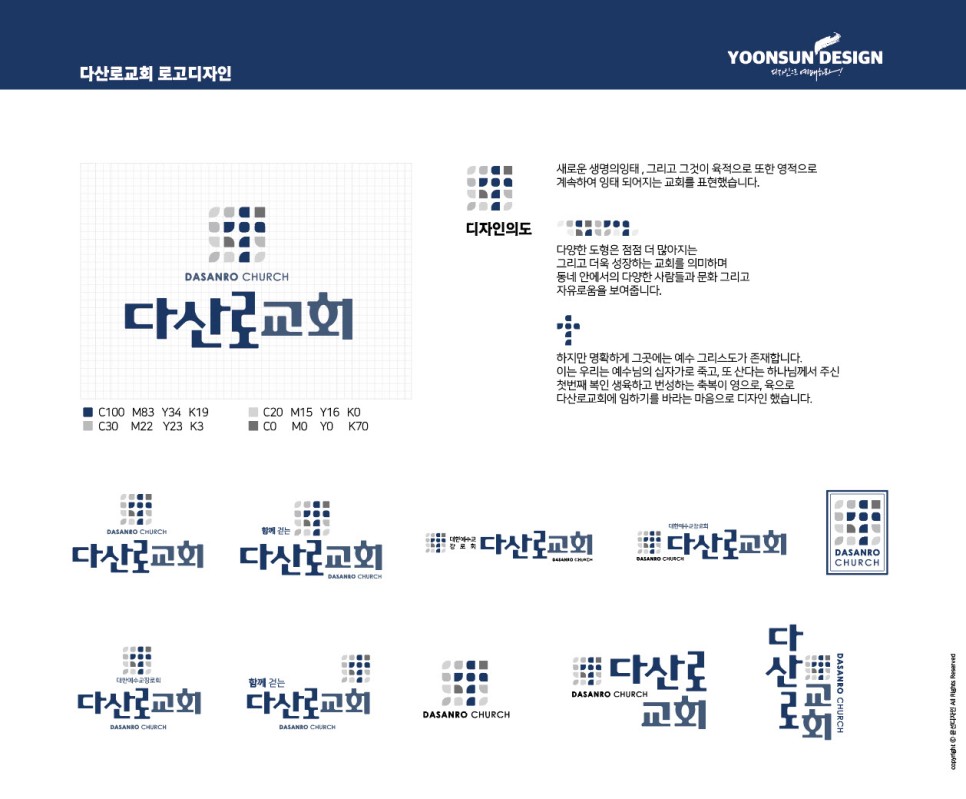 다산로교회 로고디자인
YOONSUN DESIGN
디자인으로 예배하라~!
DASANRO CHURCH
다산로교회
C100 M83 Y34 K19
C20 M15 Y16 K0
C30 M22 Y23 K3
C0 M0 Y0 K70
디자인의도
새로운 생명의잉태 , 그리고 그것이 육적으로 또한 영적으로
계속하여 잉태 되어지는 교회를 표현했습니다.
다양한 도형은 점점 더 많아지는
그리고 더욱 성장하는 교회를 의미하며
동네 안에서의 다양한 사람들과 문화 그리고
자유로움을 보여줍니다.
하지만 명확하게 그곳에는 예수 그리스도가 존재합니다.
이는 우리는 예수님의 십자가로 죽고, 또 산다는 하나님께서 주신
첫번째 복인 생육하고 번성하는 축복이 영으로, 육으로
다산로교회에 임하기를 바라는 마음으로 디자인 했습니다.
DASANRO CHURCH
다산로교회
함께 걷는
다산로교회
DASANRO CHURCH
대한예수교
장로회
다산로교회
DASANRO CHURCH
대한예수교장로회
다산로교회
DASANRO CHURCH
DASANRO
CHURCH
대한예수교장로회
다산로교회
DASANRO CHURCH
함께 걷는
다산로교회
DASANRO CHURCH
DASANRO CHURCH
다산로
DASANRO CHURCH
교회
다산로
교회
DASANRO CHURCH
copyright © 윤선디자인 All Rights Reserved